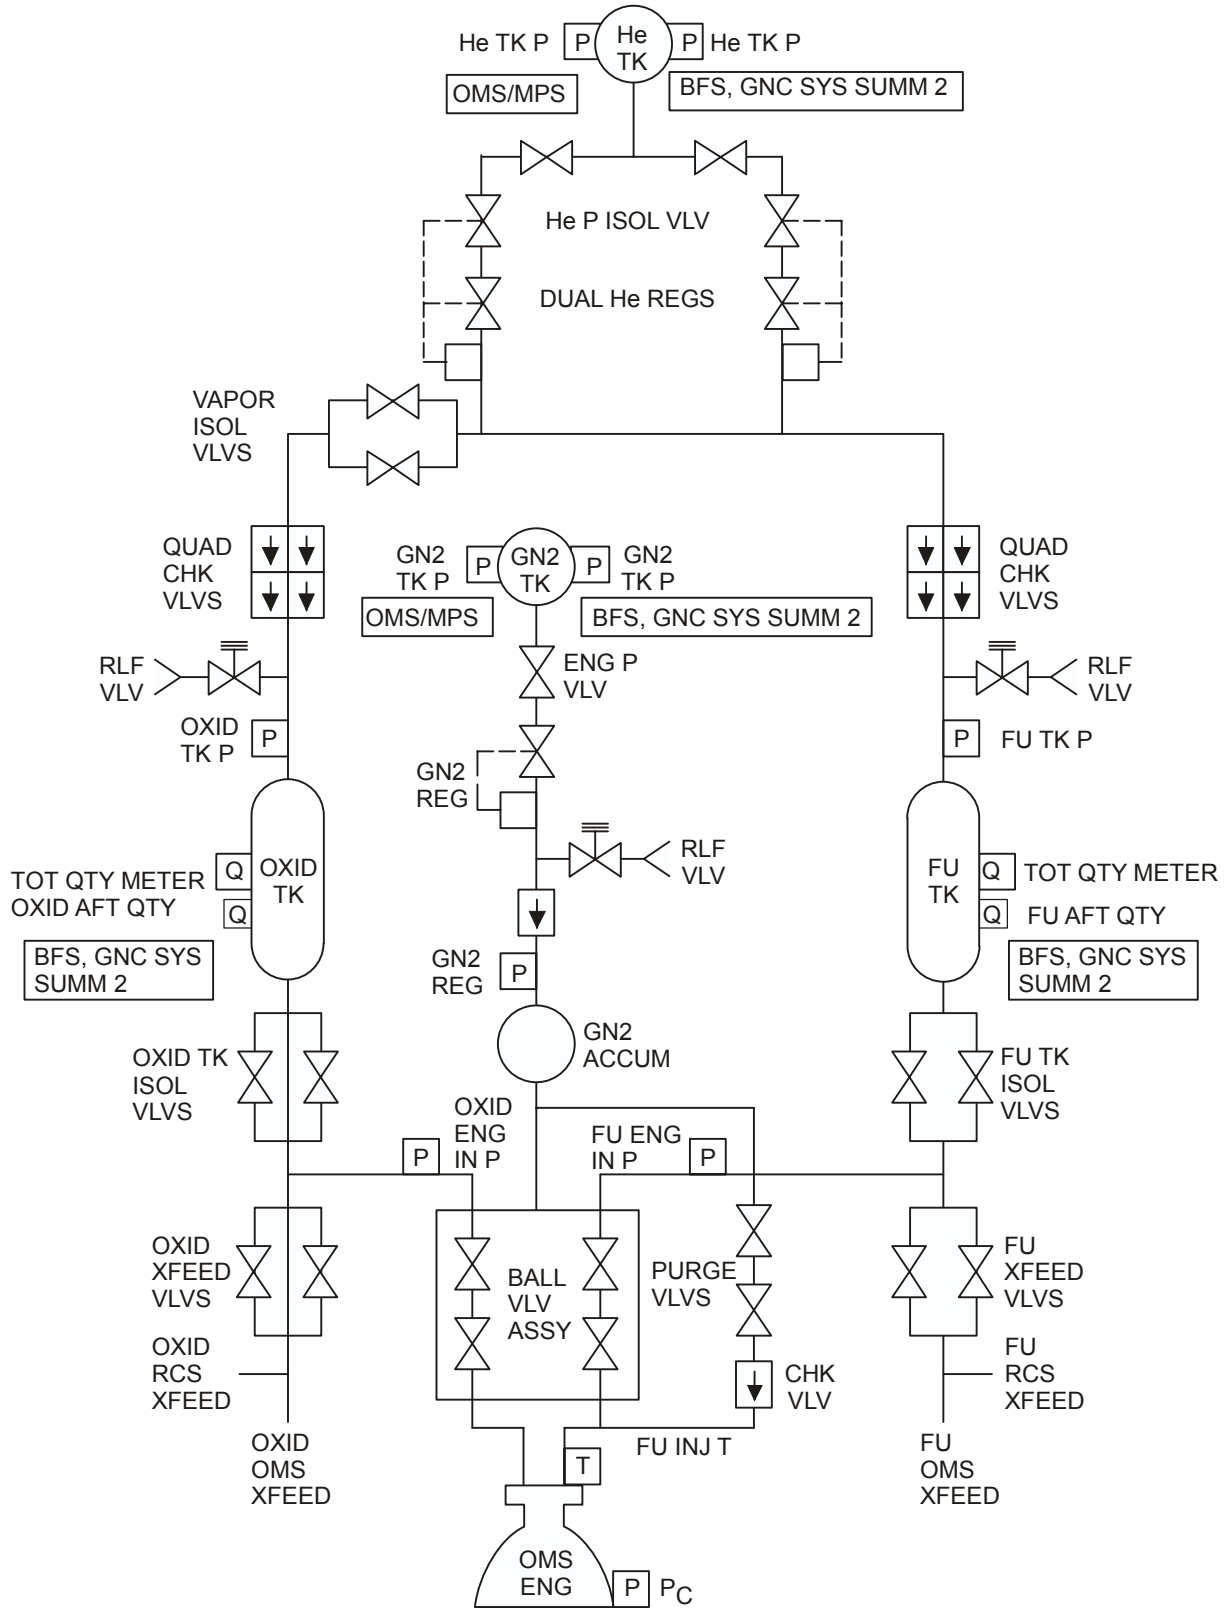 He TK P
P
He
TK
P
He TK P
OMS/MPS
BFS, GNC SYS SUMM 2
He P ISOL VLV
DUAL He REGS
VAPOR
ISOL
VLVS
QUAD
CHK
VLVS
GN2
TK P
P
GN2
TK
P
GN2
TK P
OMS/MPS
BFS, GNC SYS SUMM 2
QUAD
CHK
VLVS
RLF
VLV
ENG P
VLV
RLF
VLV
OXID
TK P
P
P
FU TK P
GN2
REG
RLF
VLV
TOT QTY METER
OXID AFT QTY
Q
Q
OXID
TK
FU
TK
Q
Q
TOT QTY METER
FU AFT QTY
BFS, GNC SYS
SUMM 2
GN2
REG
P
BFS, GNC SYS
SUMM 2
GN2
ACCUM
OXID TK
ISOL
VLVS
FU TK
ISOL
VLVS
P
OXID
ENG
IN P
FU ENG
IN P
P
OXID
XFEED
VLVS
BALL
VLV
ASSY
PURGE
VLVS
FU
XFEED
VLVS
OXID
RCS
XFEED
CHK
VLV
FU
RCS
XFEED
OXID
OMS
XFEED
FU INJ T
T
FU
OMS
XFEED
OMS
ENG
P
PC